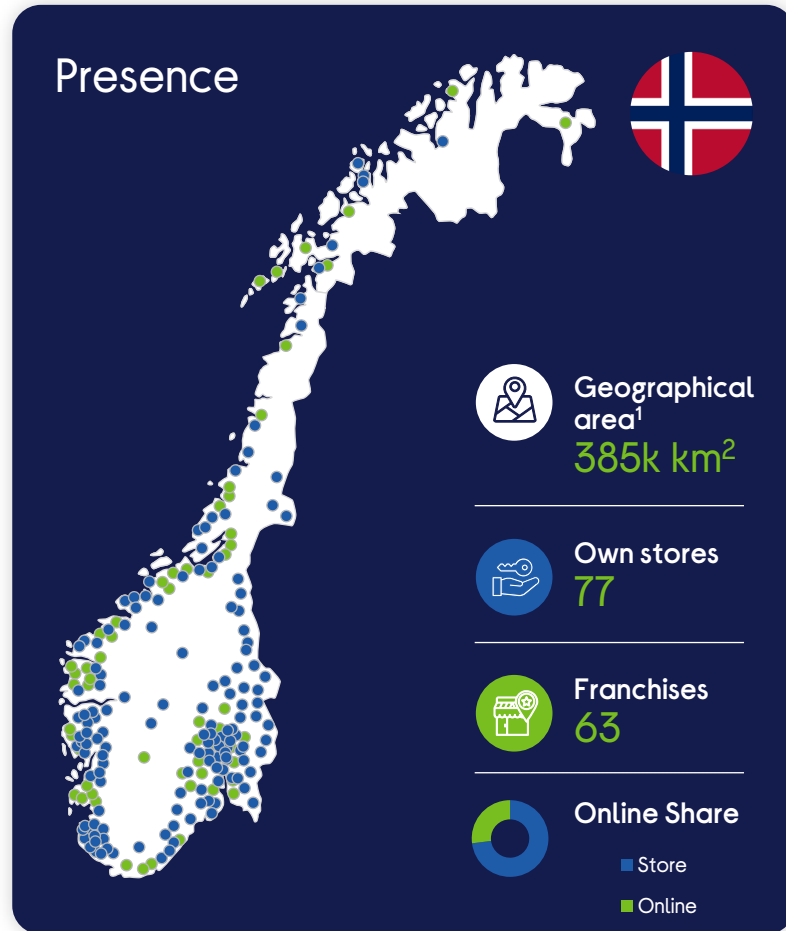 Presence
Geographical
area¹
385k km²
Own stores
77
Franchises
63
Online Share
Store
Online